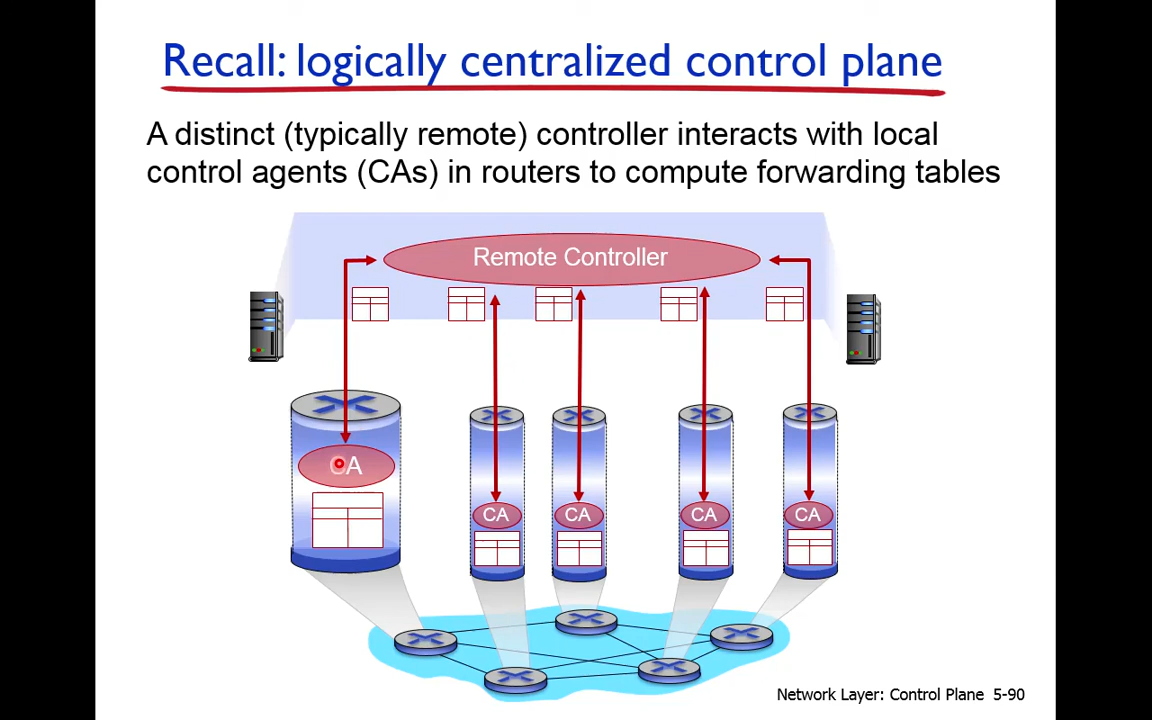 Recall: logically centralized control plane
A distinct (typically remote) controller interacts with local
control agents (CAs) in routers to compute forwarding tables
Remote Controller
CA
CA
CA
CA
CA
Network Layer: Control Plane 5-90